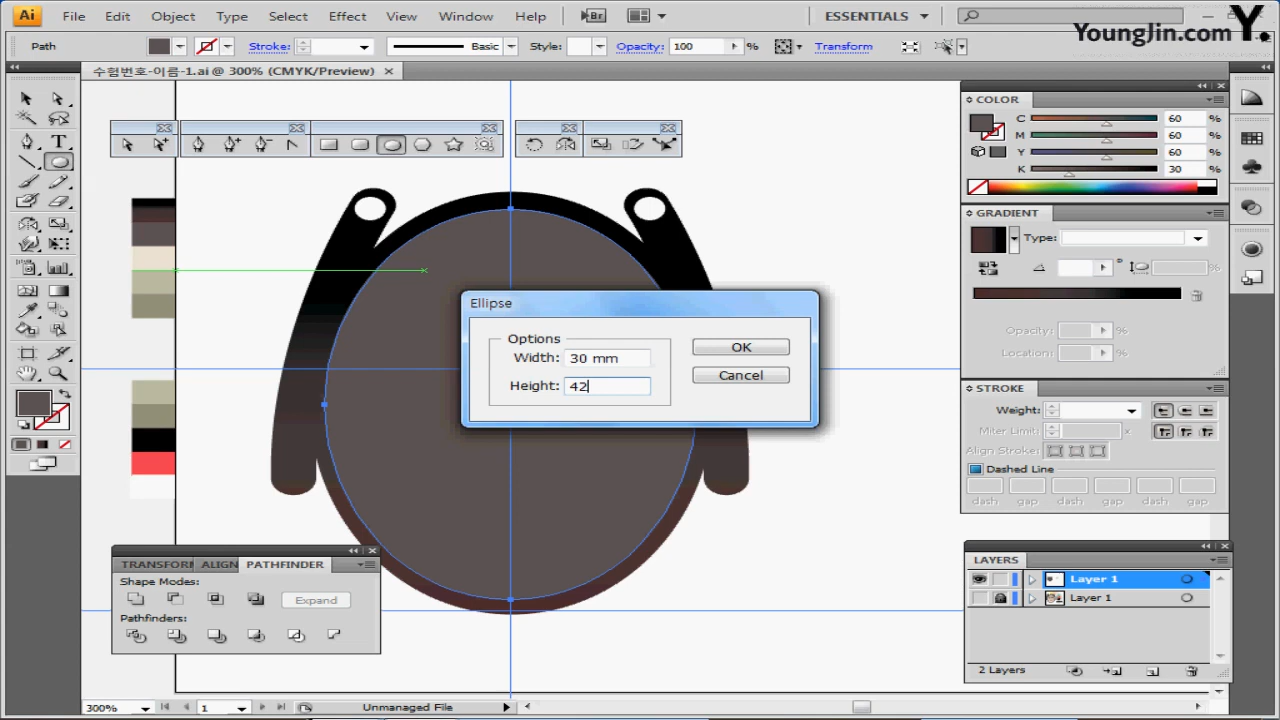 Ai File Edit Object Type Select Effect View Window Help Br ESSENTIALS
YoungJin.com Y.
Path Stroke: Basic Style: Opacity: 100 % Transform
수험번호-이름-1.ai @ 300% (CMYK/Preview) ×
COLOR
C 60 %
M 60 %
Y 60 %
K 30 %
GRADIENT
Type:
°
%
Opacity: %
Location: %
Ellipse
Options
Width: 30 mm
Height: 42
OK
Cancel
STROKE
Weight:
Miter Limit: x
Align Stroke:
Dashed Line
dash gap dash gap dash gap
TRANSFORM ALIGN PATHFINDER
Shape Modes:
Expand
Pathfinders:
LAYERS
Layer 1
Layer 1
2 Layers
300% 1 Unmanaged File